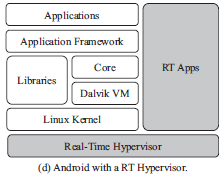 Applications
RT Apps
Application Framework
Libraries
Core
Dalvik VM
Linux Kernel
Real-Time Hypervisor
(d) Android with a RT Hypervisor.